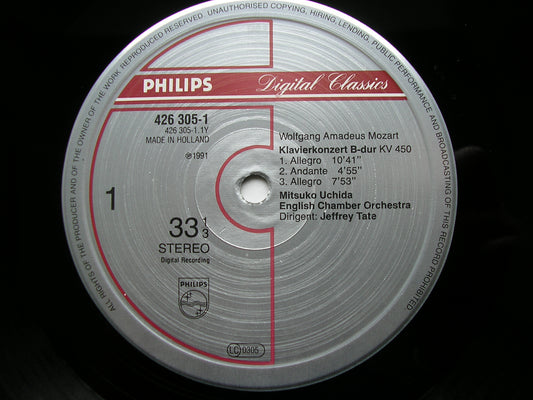 ALL RIGHTS OF THE PRODUCER AND OF THE OWNER OF THE WORK REPRODUCED RESERVED. UNAUTHORISED COPYING, HIRING, LENDING, PUBLIC PERFORMANCE AND BROADCASTING OF THIS RECORD PROHIBITED
PHILIPS Digital Classics
426 305-1
426 305-1.1Y
MADE IN HOLLAND
℗1991
1
33 1/3
STEREO
Digital Recording
PHILIPS
Wolfgang Amadeus Mozart
Klavierkonzert B-dur KV 450
1. Allegro 10'41"
2. Andante 4'55"
3. Allegro 7'53"
Mitsuko Uchida
English Chamber Orchestra
Dirigent: Jeffrey Tate
LC 0305